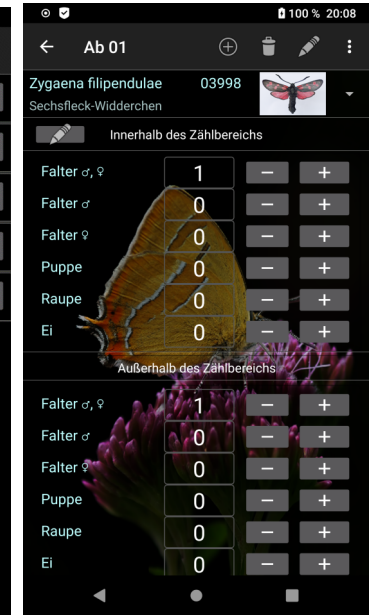 100 % 20:08
Ab 01
Zygaena filipendulae 03998
Sechsfleck-Widderchen
Innerhalb des Zählbereichs
Falter ♂, ♀ 1 − +
Falter ♂ 0 − +
Falter ♀ 0 − +
Puppe 0 − +
Raupe 0 − +
Ei 0 − +
Außerhalb des Zählbereichs
Falter ♂, ♀ 1 − +
Falter ♂ 0 − +
Falter ♀ 0 − +
Puppe 0 − +
Raupe 0 − +
Ei 0 − +